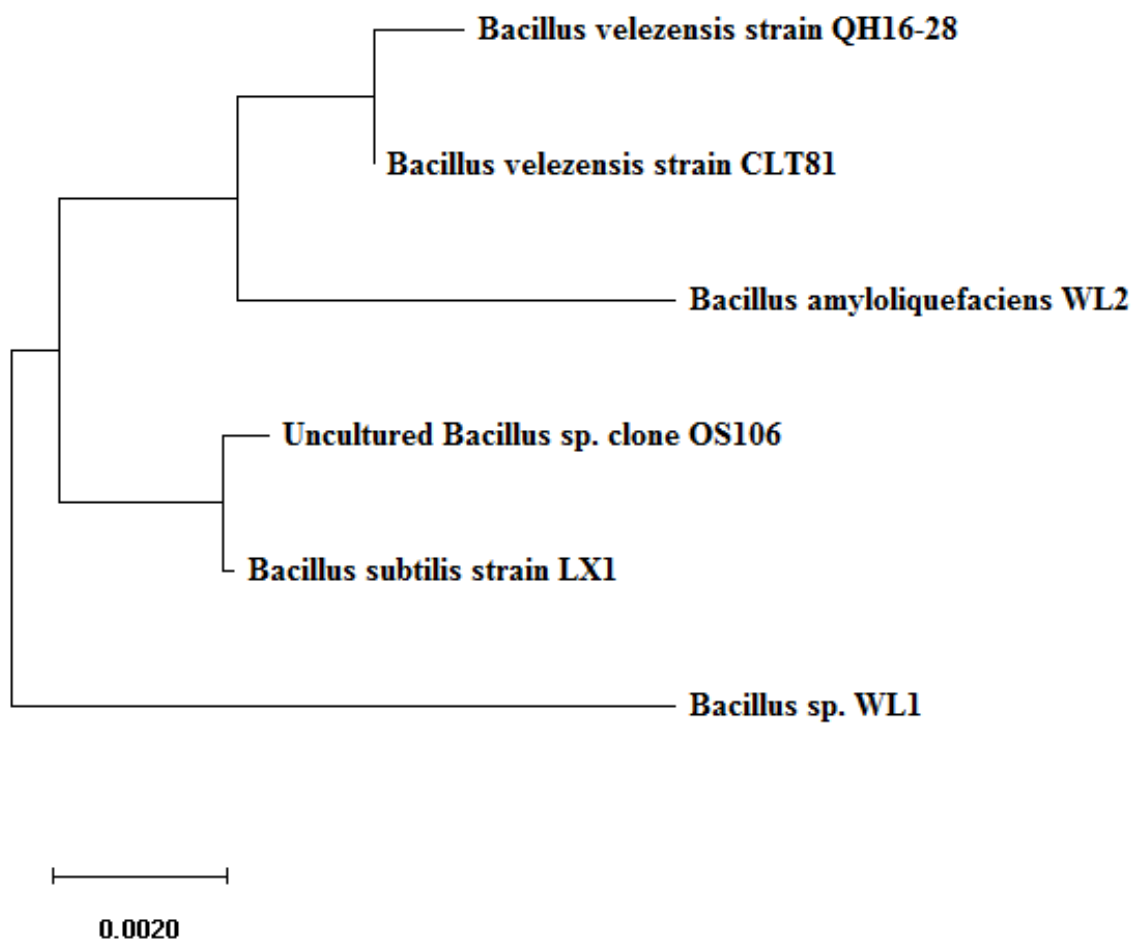 Bacillus velezensis strain QH16-28
Bacillus velezensis strain CLT81
Bacillus amyloliquefaciens WL2
Uncultured Bacillus sp. clone OS106
Bacillus subtilis strain LX1
Bacillus sp. WL1
0.0020